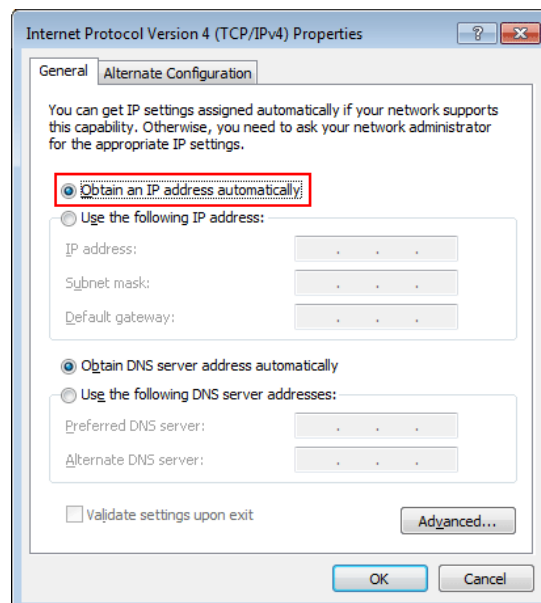 Internet Protocol Version 4 (TCP/IPv4) Properties
General
Alternate Configuration
You can get IP settings assigned automatically if your network supports
this capability. Otherwise, you need to ask your network administrator
for the appropriate IP settings.
Obtain an IP address automatically
Use the following IP address:
IP address:
Subnet mask:
Default gateway:
Obtain DNS server address automatically
Use the following DNS server addresses:
Preferred DNS server:
Alternate DNS server:
Validate settings upon exit
Advanced...
OK
Cancel